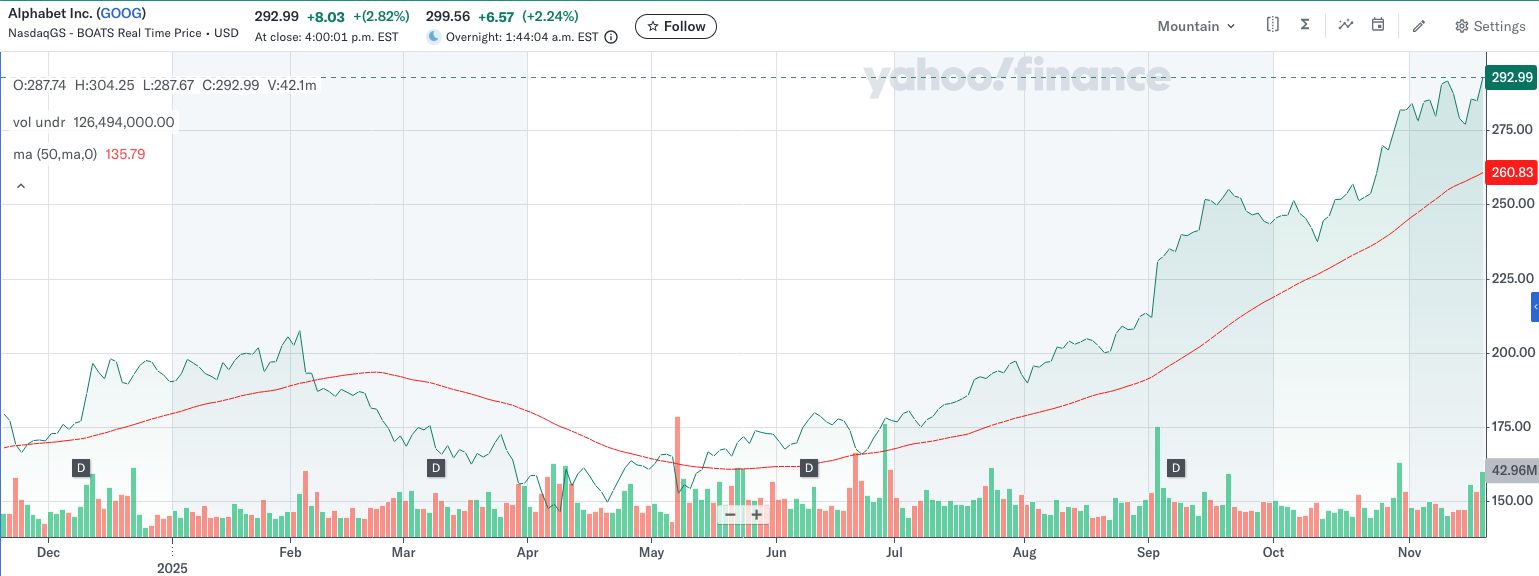 Alphabet Inc. (GOOG)
NasdaqGS - BOATS Real Time Price • USD
292.99 +8.03 +(2.82%)
At close: 4:00:01 p.m. EST
299.56 +6.57 (+2.24%)
Overnight: 1:44:04 a.m. EST
Follow
Mountain
Settings
yahoo!finance
O:287.74 H:304.25 L:287.67 C:292.99 V:42.1m
vol undr 126,494,000.00
ma (50,ma,0) 135.79
292.99
275.00
260.83
250.00
225.00
200.00
175.00
42.96M
150.00
D D D D
Dec Feb Mar Apr May Jun Jul Aug Sep Oct Nov
2025